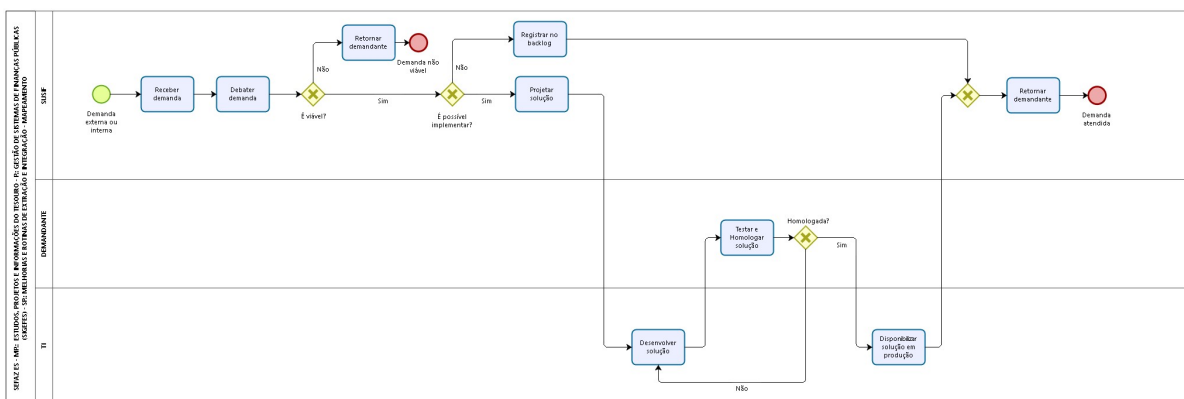 SEFAZ ES - MP: ESTUDOS, PROJETOS E INFORMAÇÕES DO TESOURO - P: GESTÃO DE SISTEMAS DE FINANÇAS PÚBLICAS
(SIGEFES) - SP: MELHORIAS E ROTINAS DE EXTRAÇÃO E INTEGRAÇÃO - MAPEAMENTO
Demanda
externa ou
interna
Receber
demanda
Debater
demanda
É viável?
Não
Retornar
demandante
Demanda não
viável
Sim
É possível
implementar?
Não
Registrar no
backlog
Sim
Projetar
solução
Retornar
demandante
Demanda
atendida
DEMANDANTE
Testar e
Homologar
solução
Homologada?
Sim
Não
TI
Desenvolver
solução
Disponibilizar
solução em
produção